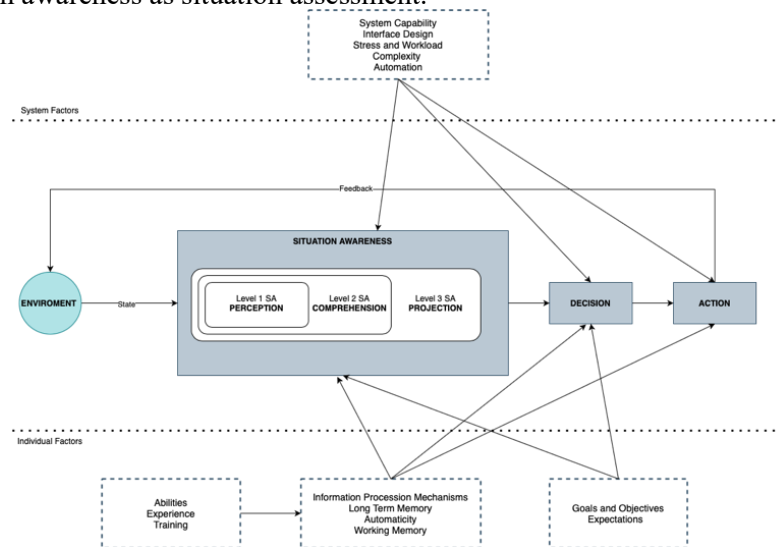 n awareness as situation assessment.
System Capability
Interface Design
Stress and Workload
Complexity
Automation
System Factors
Feedback
SITUATION AWARENESS
ENVIROMENT
State
Level 1 SA
PERCEPTION
Level 2 SA
COMPREHENSION
Level 3 SA
PROJECTION
DECISION
ACTION
Individual Factors
Abilities
Experience
Training
Information Procession Mechanisms
Long Term Memory
Automaticity
Working Memory
Goals and Objectives
Expectations